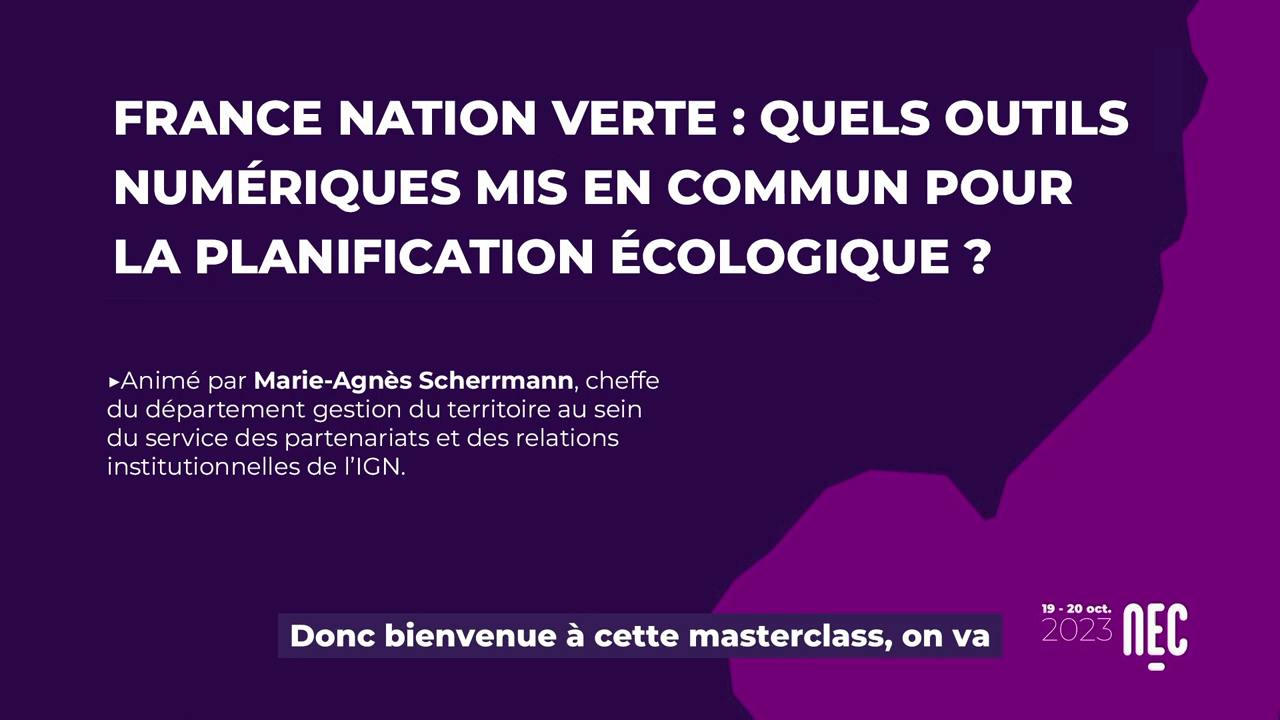 FRANCE NATION VERTE : QUELS OUTILS
NUMÉRIQUES MIS EN COMMUN POUR
LA PLANIFICATION ÉCOLOGIQUE ?
▸Animé par Marie-Agnès Scherrmann, cheffe
du département gestion du territoire au sein
du service des partenariats et des relations
institutionnelles de l’IGN.
Donc bienvenue à cette masterclass, on va
19 - 20 oct.
2023
NEC